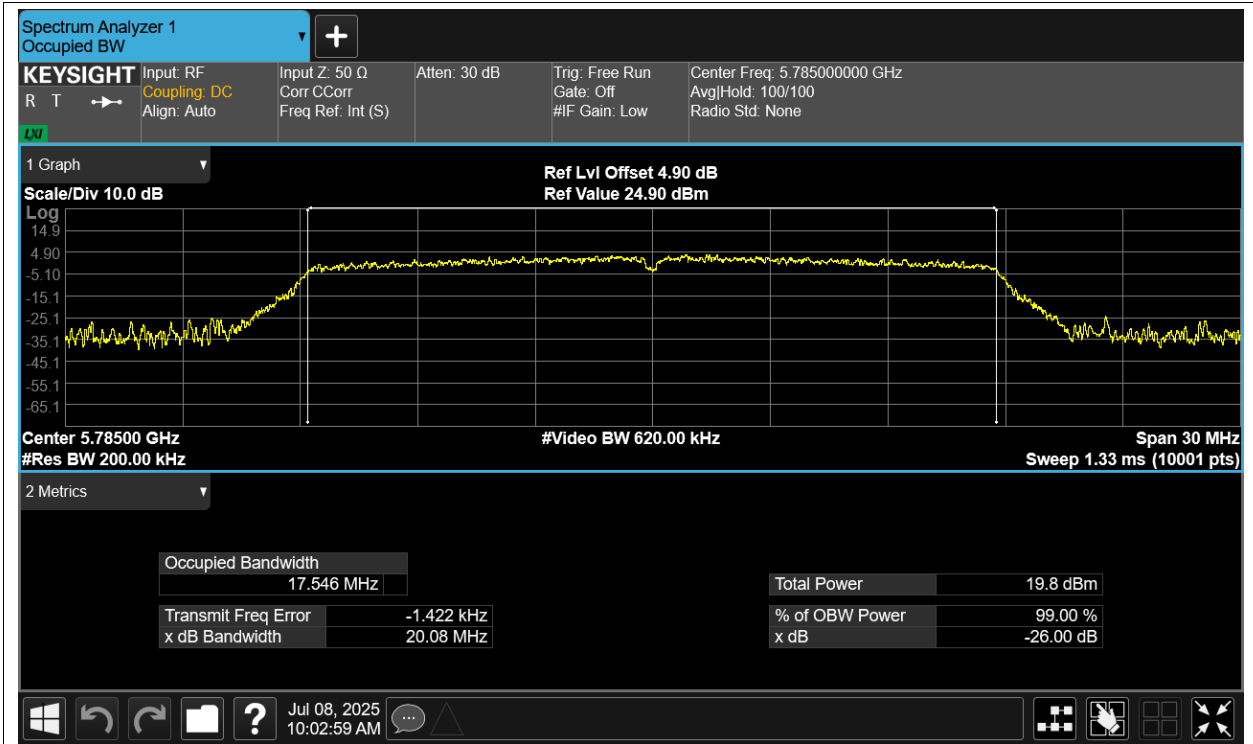 Spectrum Analyzer 1
Occupied BW
KEYSIGHT
R T
LXI
Input: RF
Coupling: DC
Align: Auto
Input Z: 50 Ω
Corr CCorr
Freq Ref: Int (S)
Atten: 30 dB
Trig: Free Run
Gate: Off
#IF Gain: Low
Center Freq: 5.785000000 GHz
Avg|Hold: 100/100
Radio Std: None
1 Graph
Scale/Div 10.0 dB
Ref Lvl Offset 4.90 dB
Ref Value 24.90 dBm
Log
14.9
4.90
-5.10
-15.1
-25.1
-35.1
-45.1
-55.1
-65.1
Center 5.78500 GHz
#Video BW 620.00 kHz
Span 30 MHz
#Res BW 200.00 kHz
Sweep 1.33 ms (10001 pts)
2 Metrics
Occupied Bandwidth
17.546 MHz
Total Power 19.8 dBm
Transmit Freq Error -1.422 kHz
% of OBW Power 99.00 %
x dB Bandwidth 20.08 MHz
x dB -26.00 dB
?
Jul 08, 2025
10:02:59 AM